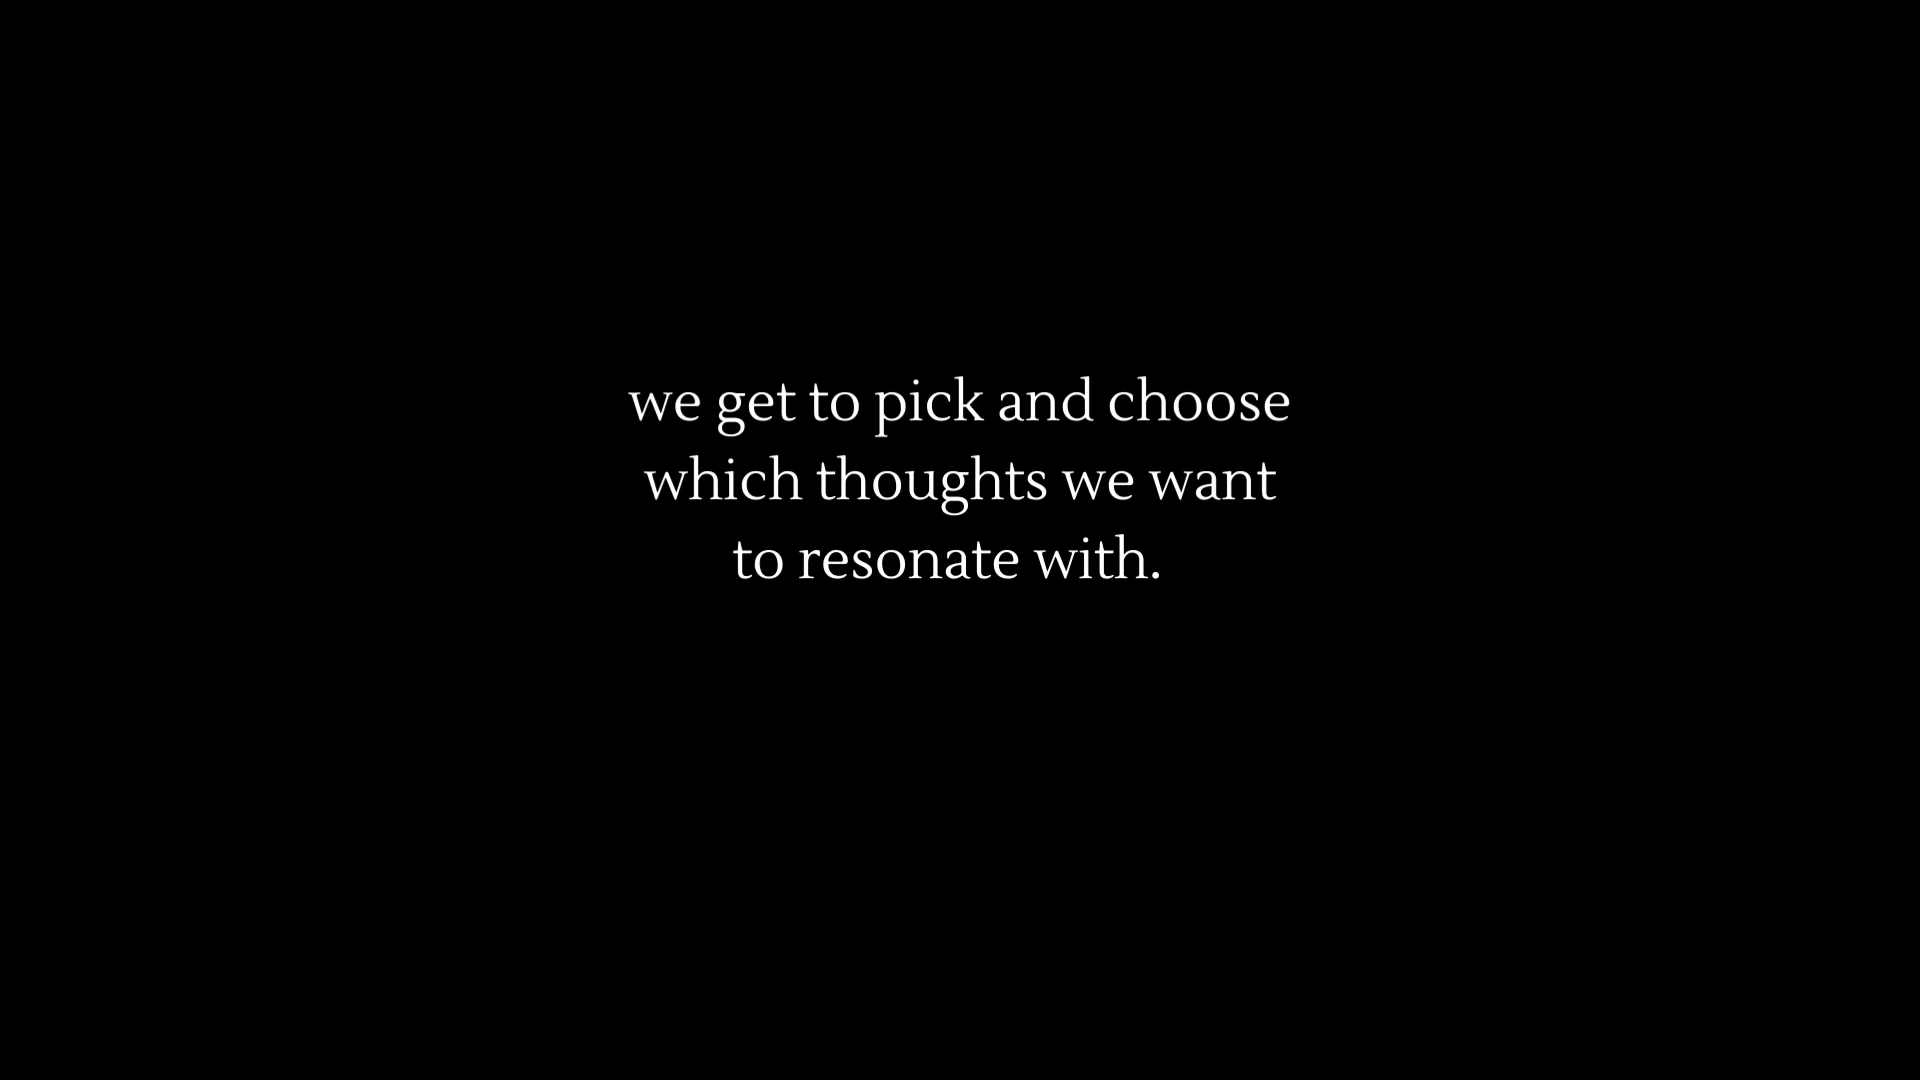 we get to pick and choose
which thoughts we want
to resonate with.